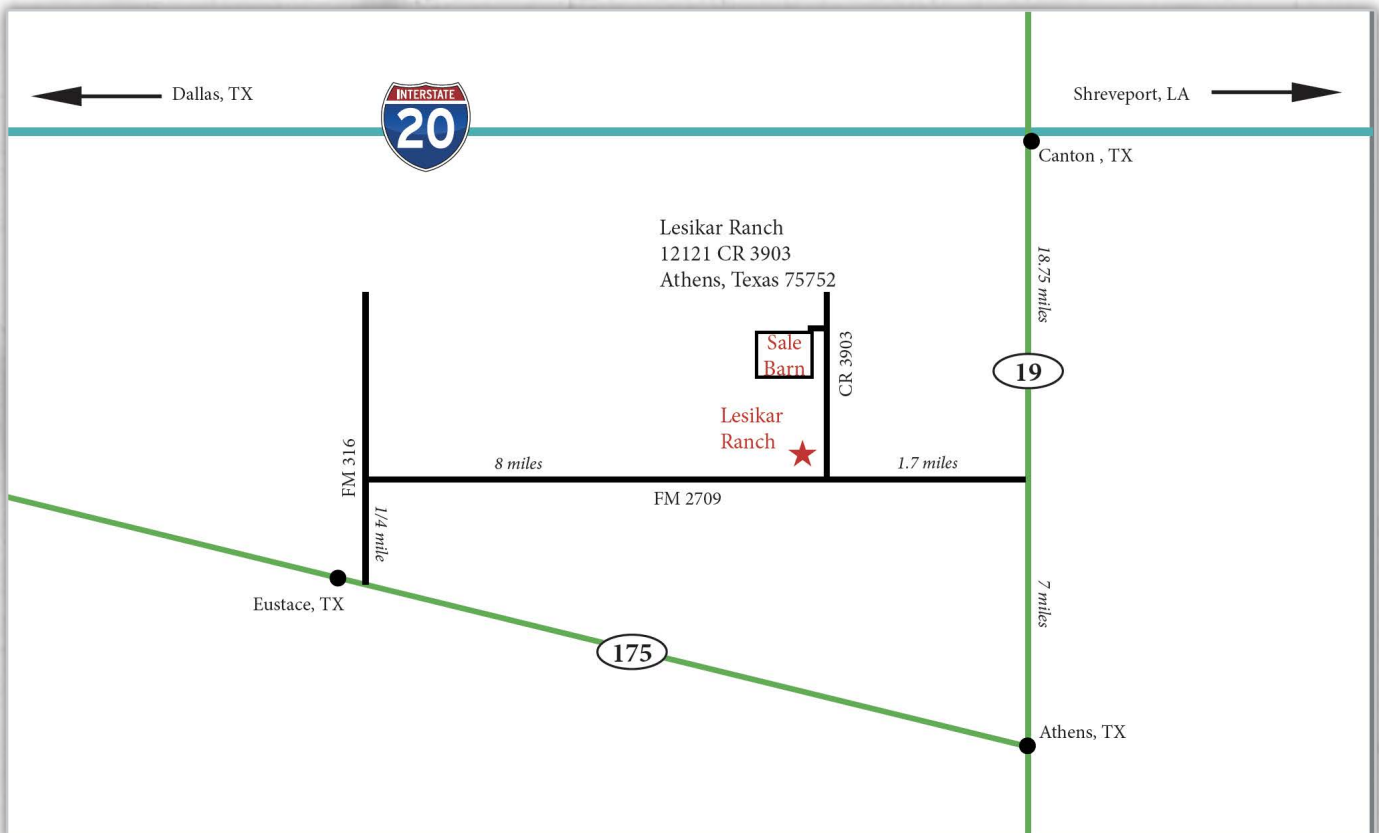 Dallas, TX
INTERSTATE
20
Shreveport, LA
Canton , TX
Lesikar Ranch
12121 CR 3903
Athens, Texas 75752
18.75 miles
Sale
Barn
CR 3903
19
Lesikar
Ranch
FM 316
8 miles
1.7 miles
FM 2709
1/4 mile
Eustace, TX
7 miles
175
Athens, TX